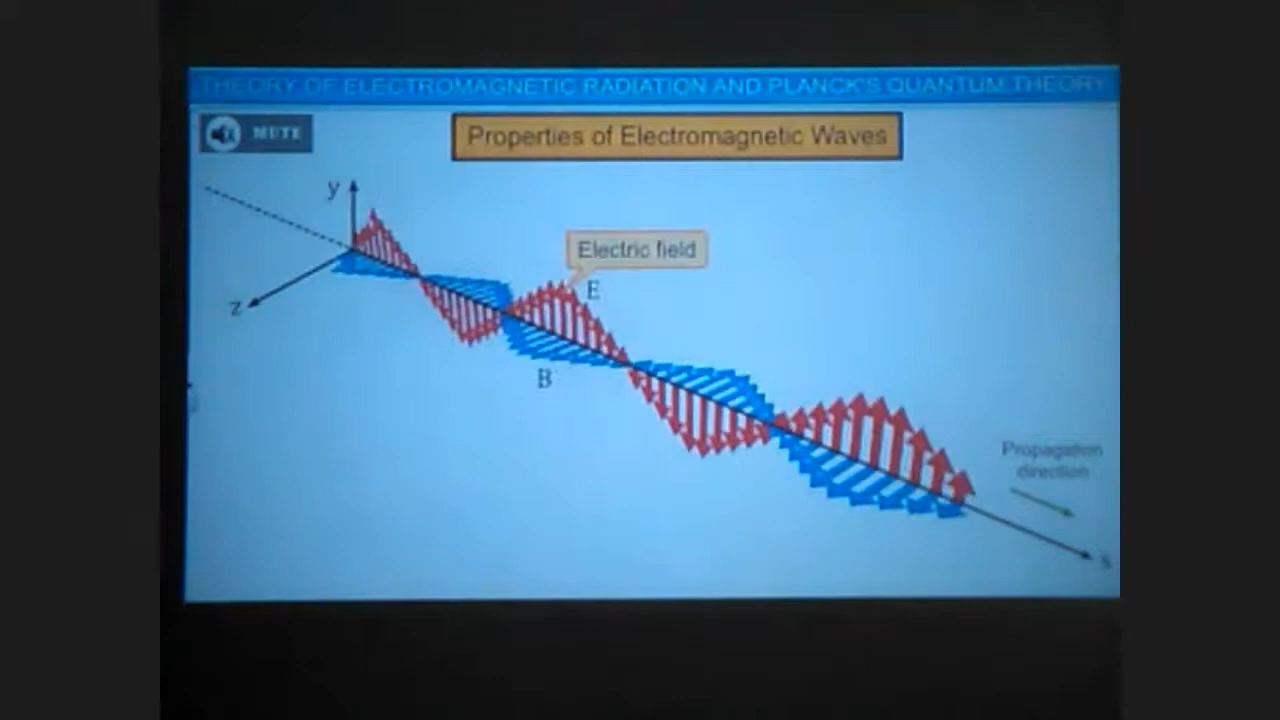 THEORY OF ELECTROMAGNETIC RADIATION AND PLANCK'S QUANTUM THEORY
MUTE
Properties of Electromagnetic Waves
y
Electric field
E
z
B
Propagation
direction